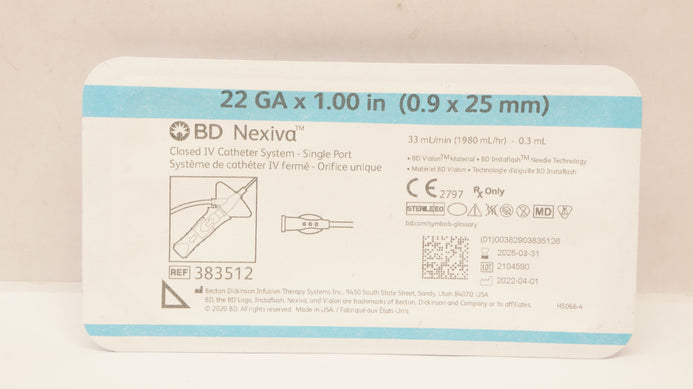 22 GA x 1.00 in (0.9 x 25 mm)
BD Nexiva™
Closed IV Catheter System - Single Port
Système de cathéter IV fermé - Orifice unique
33 mL/min (1980 mL/hr) - 0.3 mL
• BD Vialon™ Material • BD Instaflash™ Needle Technology
• Matériel BD Vialon • Technologie d'aiguille BD Instaflash
CE 2797 Rx Only
STERILE EO MD
bd.com/symbols-glossary
REF 383512
(01)00382903835126
2025-03-31
LOT 2104590
2022-04-01
Becton Dickinson Infusion Therapy Systems Inc. 9450 South State Street, Sandy, Utah 84070, USA
BD, the BD Logo, Instaflash, Nexiva, and Vialon are trademarks of Becton, Dickinson and Company or its affiliates
© 2020 BD. All rights reserved. Made in USA. / Fabriqué aux États-Unis.
H5066-4